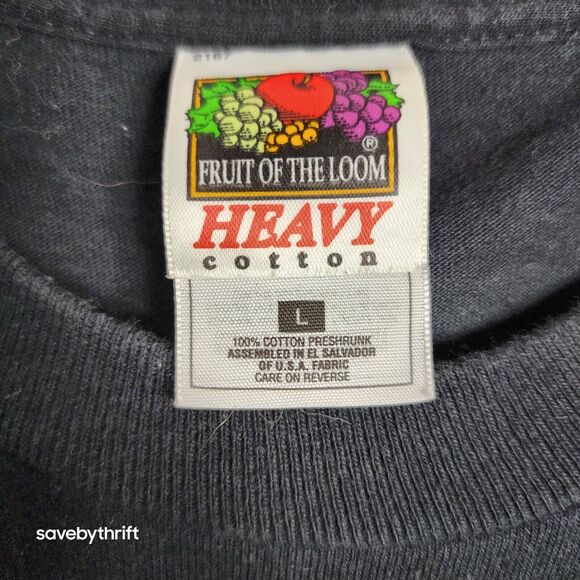 2167
FRUIT OF THE LOOM
®
HEAVY
cotton
L
100% COTTON PRESHRUNK
ASSEMBLED IN EL SALVADOR
OF U.S.A. FABRIC
CARE ON REVERSE
savebythrift